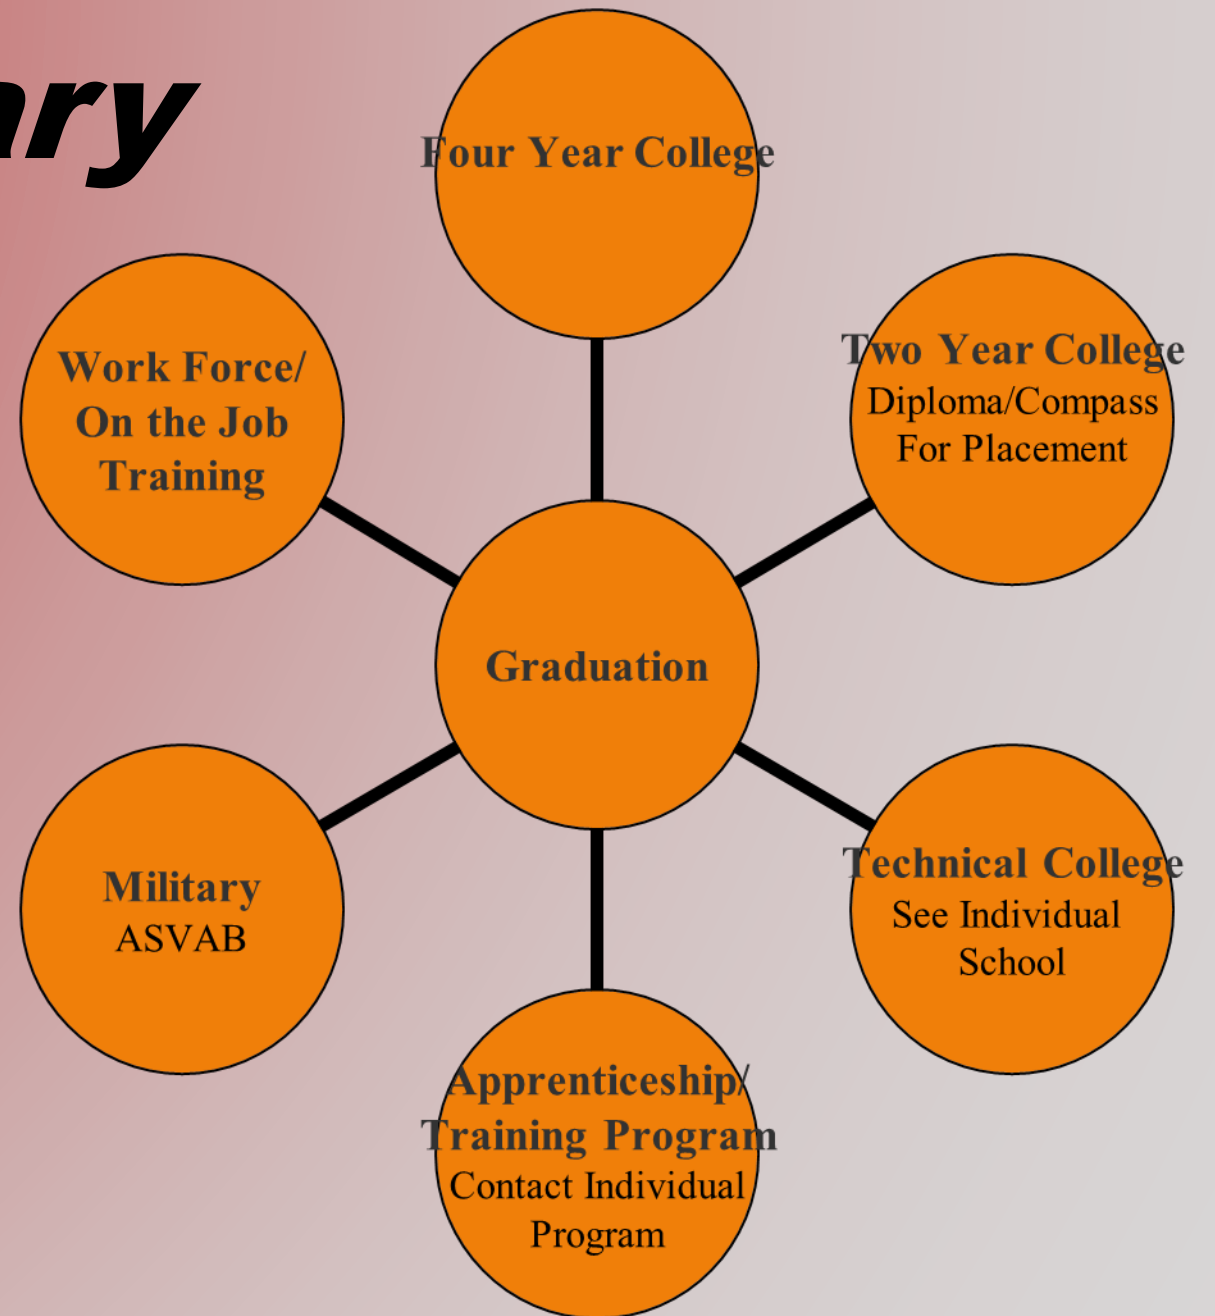 ary
Four Year College
Work Force/
On the Job
Training
Two Year College
Diploma/Compass
For Placement
Graduation
Military
ASVAB
Technical College
See Individual
School
Apprenticeship/
Training Program
Contact Individual
Program